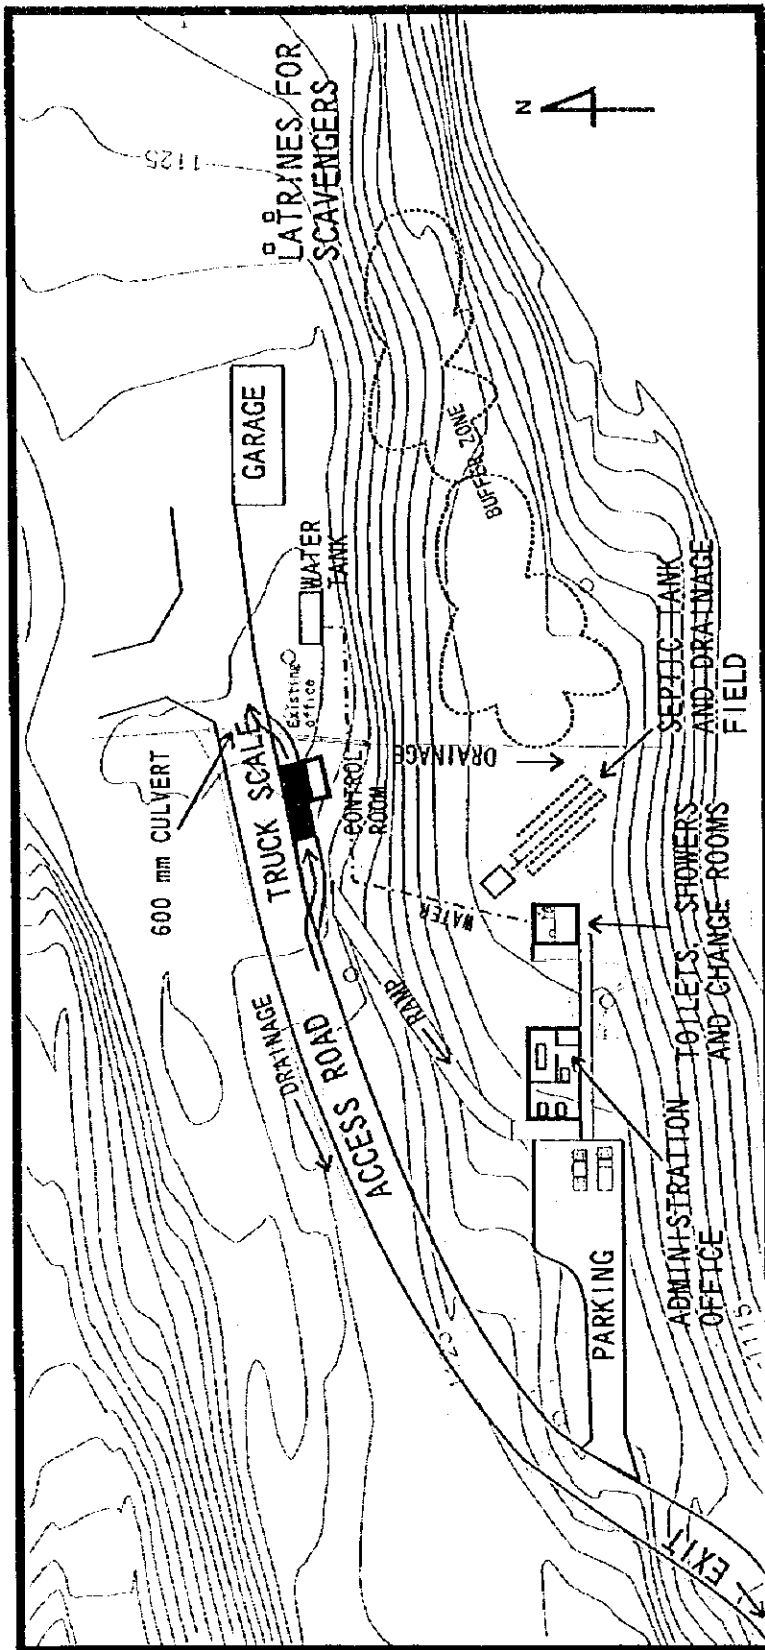 N
1125
LATRINES FOR
SCAVENGERS
GARAGE
WATER
TANK
Existing
office
600 mm CULVERT
TRUCK SCALE
CONTROL
ROOM
BUFFER ZONE
DRAINAGE
SEPTIC TANK
AND DRAINAGE
FIELD
WATER
RAMP
DRAINAGE
ACCESS ROAD
TOILETS, SHOWERS
AND CHANGE ROOMS
ADMINISTRATION
OFFICE
PARKING
1115
EXIT